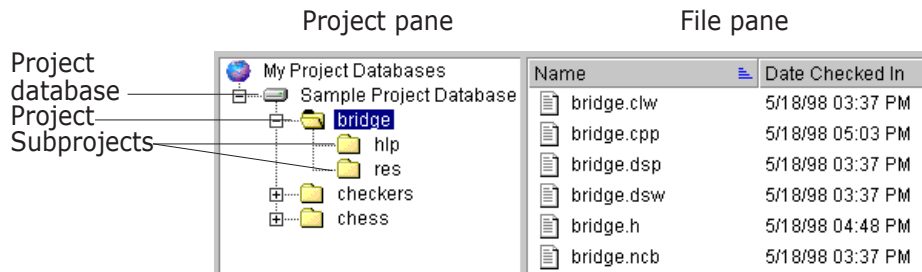 Project pane
File pane
Project
database
Project
Subprojects
My Project Databases
Sample Project Database
bridge
hlp
res
checkers
chess
Name
Date Checked In
bridge.clw
5/18/98 03:37 PM
bridge.cpp
5/18/98 05:03 PM
bridge.dsp
5/18/98 03:37 PM
bridge.dsw
5/18/98 03:37 PM
bridge.h
5/18/98 04:48 PM
bridge.ncb
5/18/98 03:37 PM